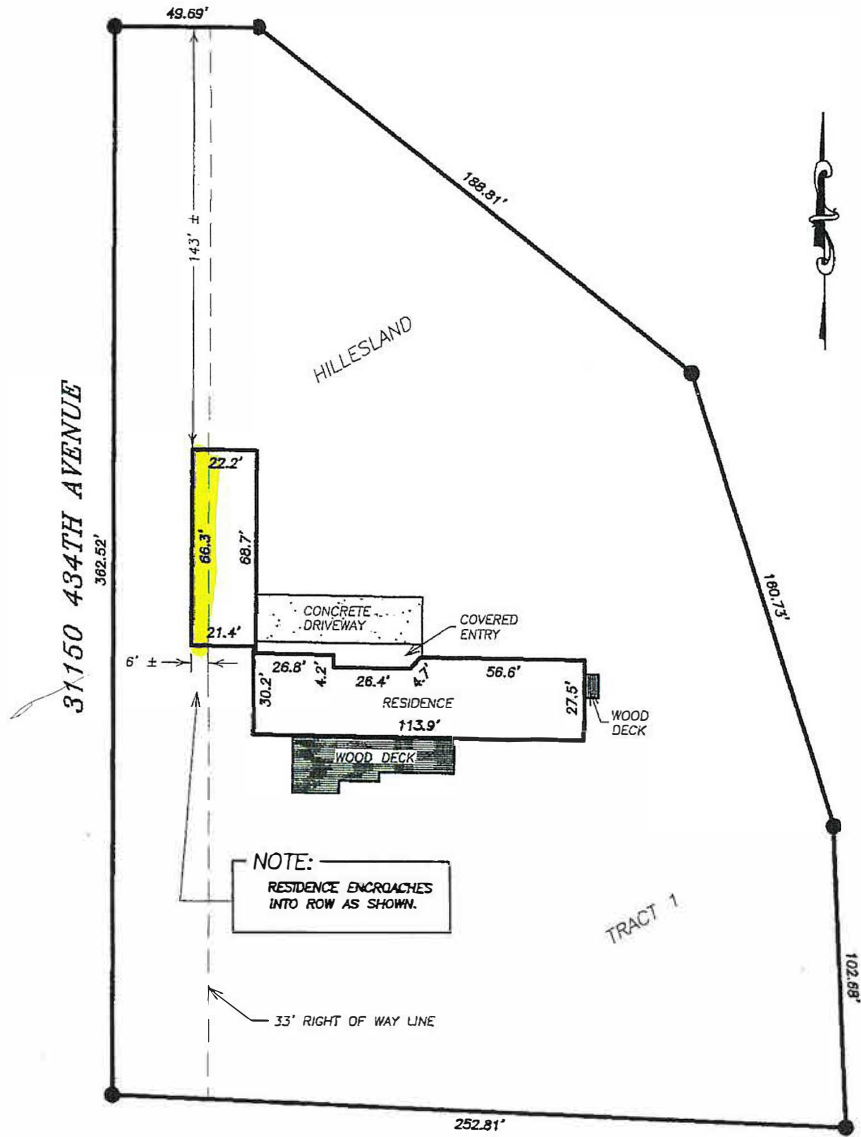 49.69'
188.81'
143' ±
HILLESLAND
31150 434TH AVENUE
362.52'
22.2'
66.3'
68.7'
21.4'
6' ±
CONCRETE
DRIVEWAY
COVERED
ENTRY
26.8'
4.2'
26.4'
4.7'
56.6'
30.2'
RESIDENCE
27.5'
113.9'
WOOD
DECK
WOOD DECK
160.73'
NOTE:
RESIDENCE ENCROACHES
INTO ROW AS SHOWN.
TRACT 1
102.68'
33' RIGHT OF WAY LINE
252.81'